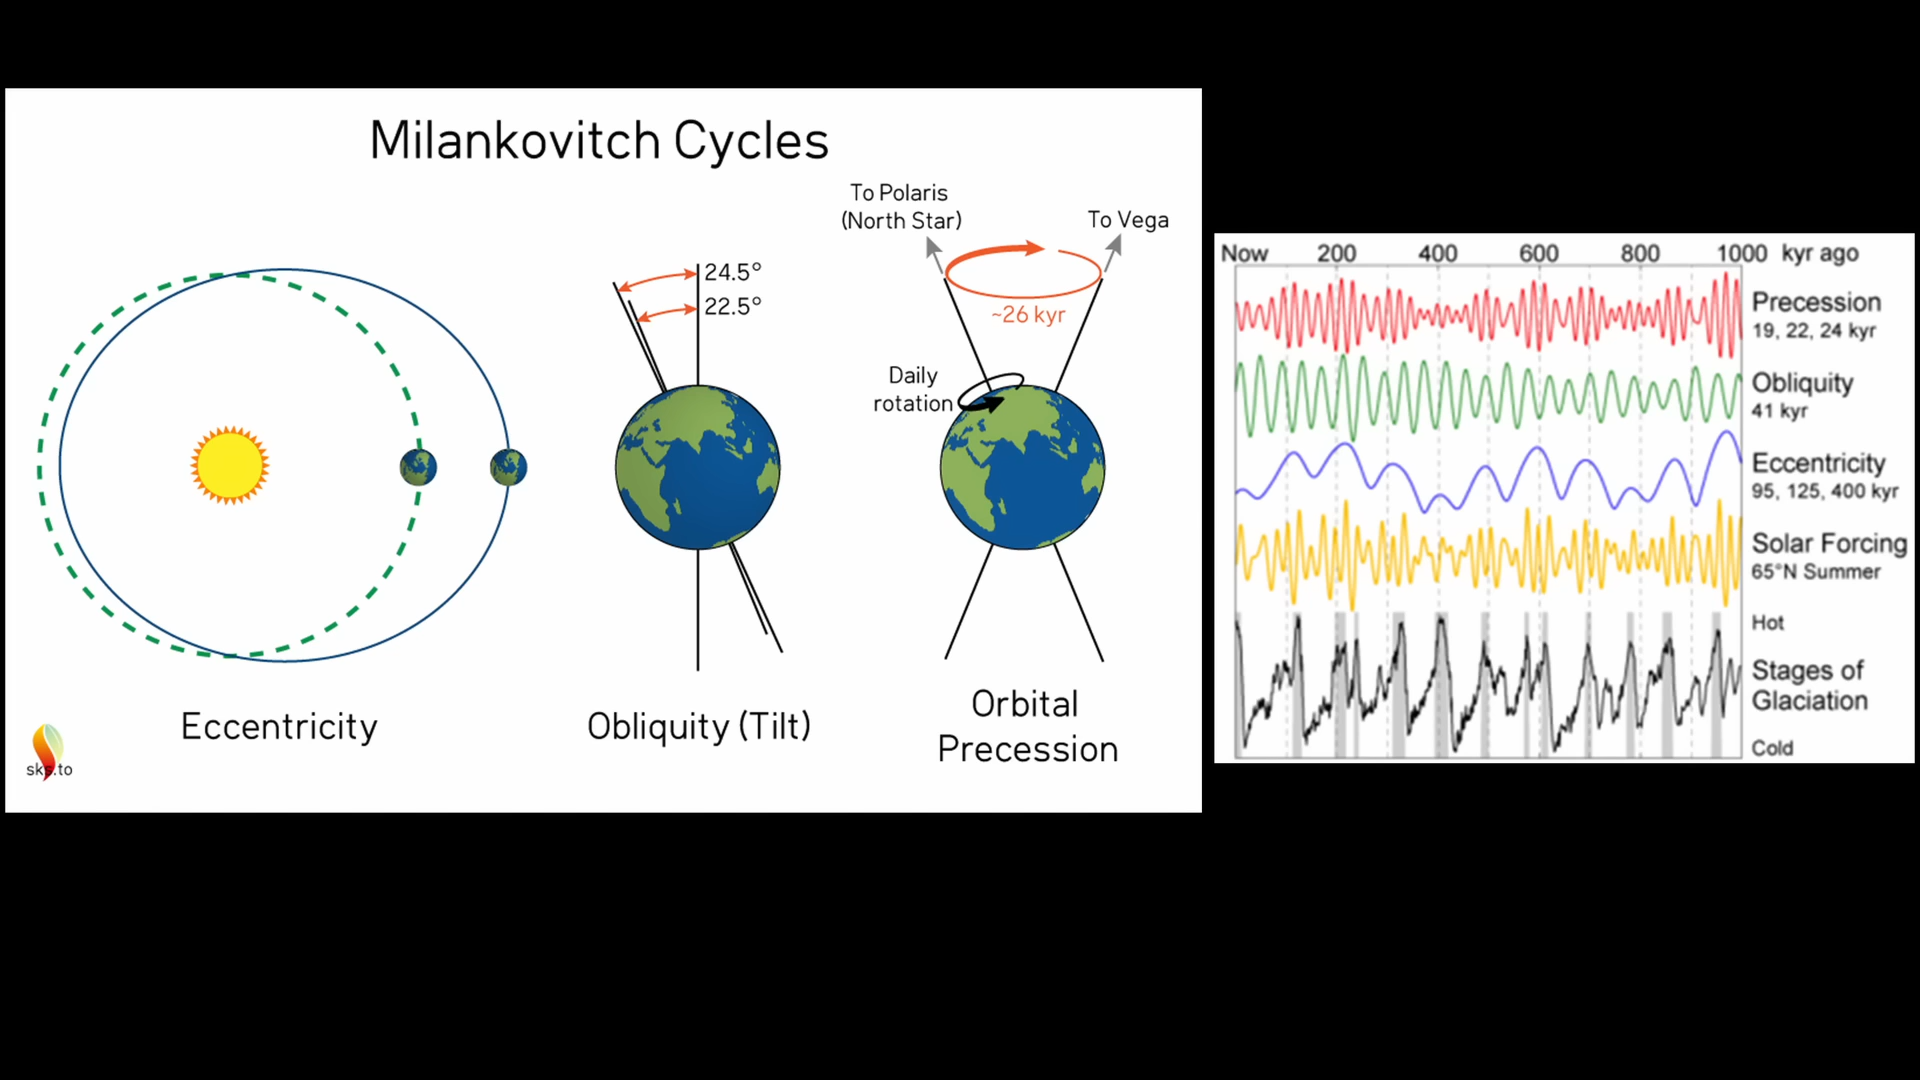 Milankovitch Cycles
To Polaris
(North Star)
To Vega
24.5°
22.5°
~26 kyr
Daily
rotation
Eccentricity
Obliquity (Tilt)
Orbital
Precession
sks.to
Now 200 400 600 800 1000 kyr ago
Precession
19, 22, 24 kyr
Obliquity
41 kyr
Eccentricity
95, 125, 400 kyr
Solar Forcing
65°N Summer
Hot
Stages of
Glaciation
Cold